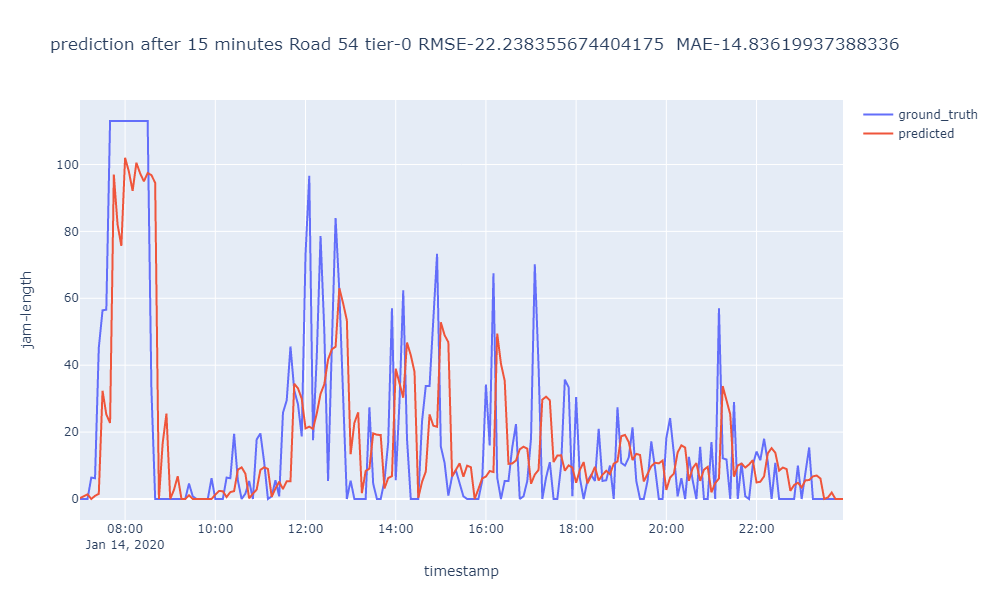 prediction after 15 minutes Road 54 tier-0 RMSE-22.238355674404175 MAE-14.83619937388336
ground_truth
predicted
100
80
60
40
20
0
jam-length
08:00 10:00 12:00 14:00 16:00 18:00 20:00 22:00
Jan 14, 2020
timestamp